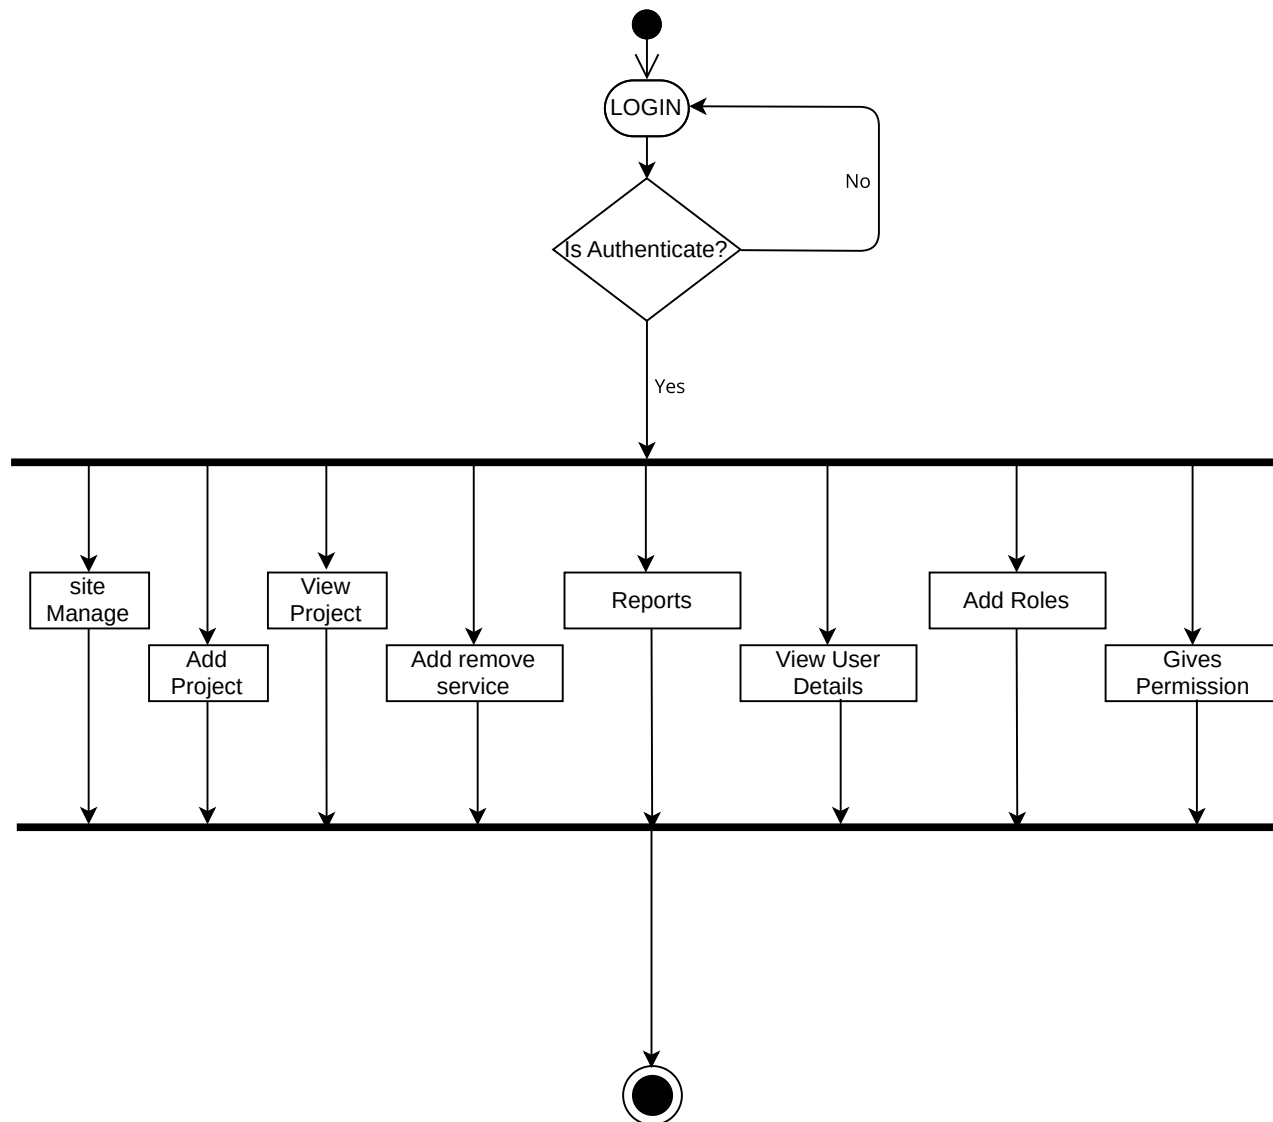 LOGIN
No
Is Authenticate?
Yes
site
Manage
View
Project
Reports
Add Roles
Add
Project
Add remove
service
View User
Details
Gives
Permission